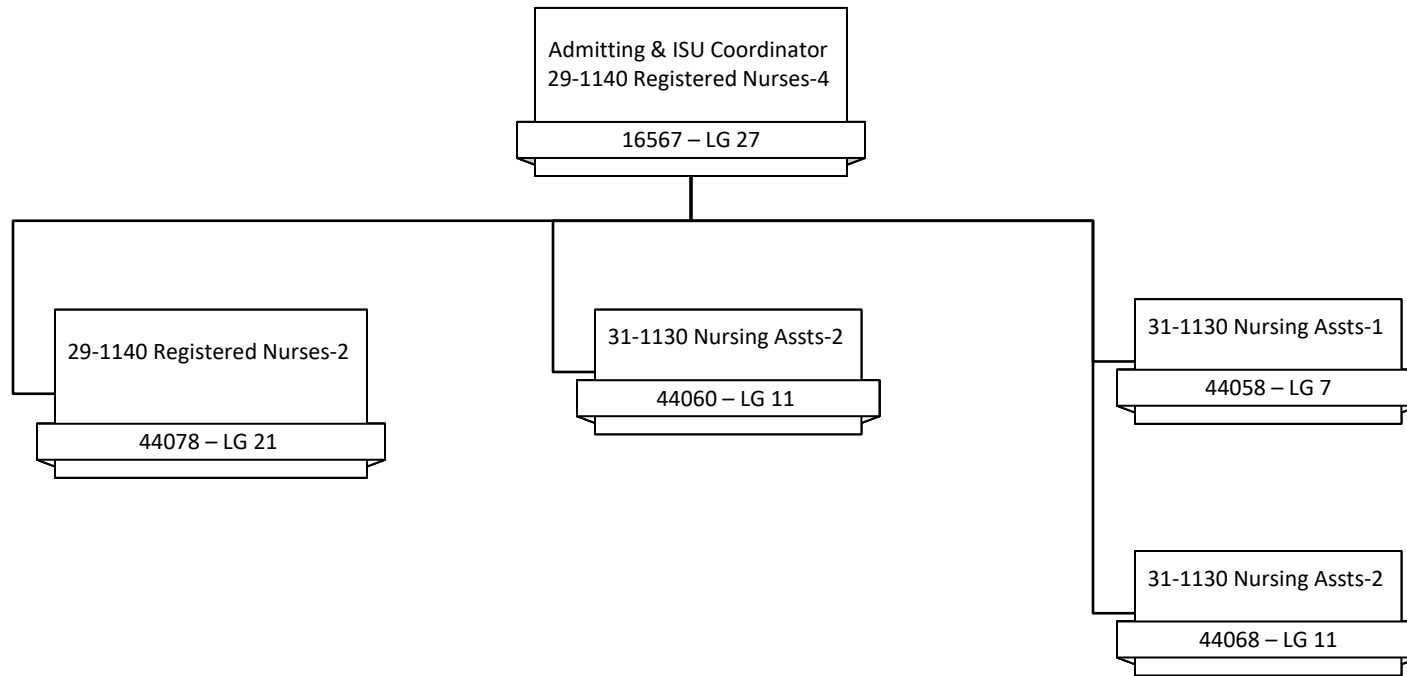 Admitting & ISU Coordinator
29-1140 Registered Nurses-4
16567 – LG 27
29-1140 Registered Nurses-2
44078 – LG 21
31-1130 Nursing Assts-2
44060 – LG 11
31-1130 Nursing Assts-1
44058 – LG 7
31-1130 Nursing Assts-2
44068 – LG 11